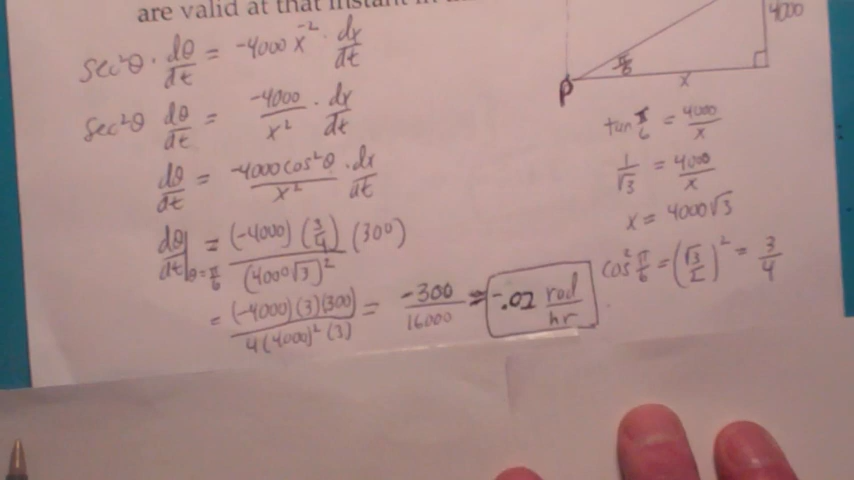 are valid at that instant in
sec²θ · dθ/dt = -4000 x⁻² · dx/dt
sec²θ dθ/dt = -4000/x² · dx/dt
dθ/dt = -4000cos²θ/x² · dx/dt
dθ/dt|θ=π/6 = (-4000)(3/4)(300)/(4000√3)²
= (-4000)(3)(300)/4(4000)²(3) = -300/16000 = -.02 rad/hr
4000
π/6
P
x
tan π/6 = 4000/x
1/√3 = 4000/x
x = 4000√3
cos² π/6 = (√3/2)² = 3/4